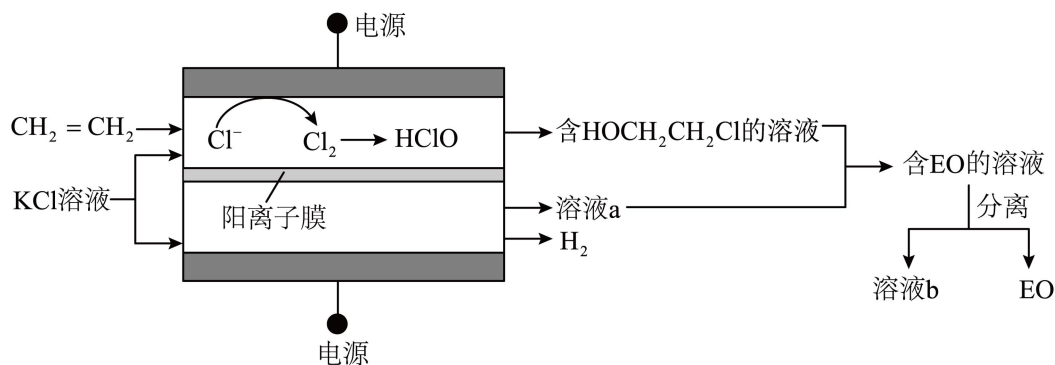 电源
CH₂=CH₂
Cl⁻
Cl₂
HClO
含HOCH₂CH₂Cl的溶液
含EO的溶液
KCl溶液
阳离子膜
溶液a
分离
H₂
溶液b
EO
电源